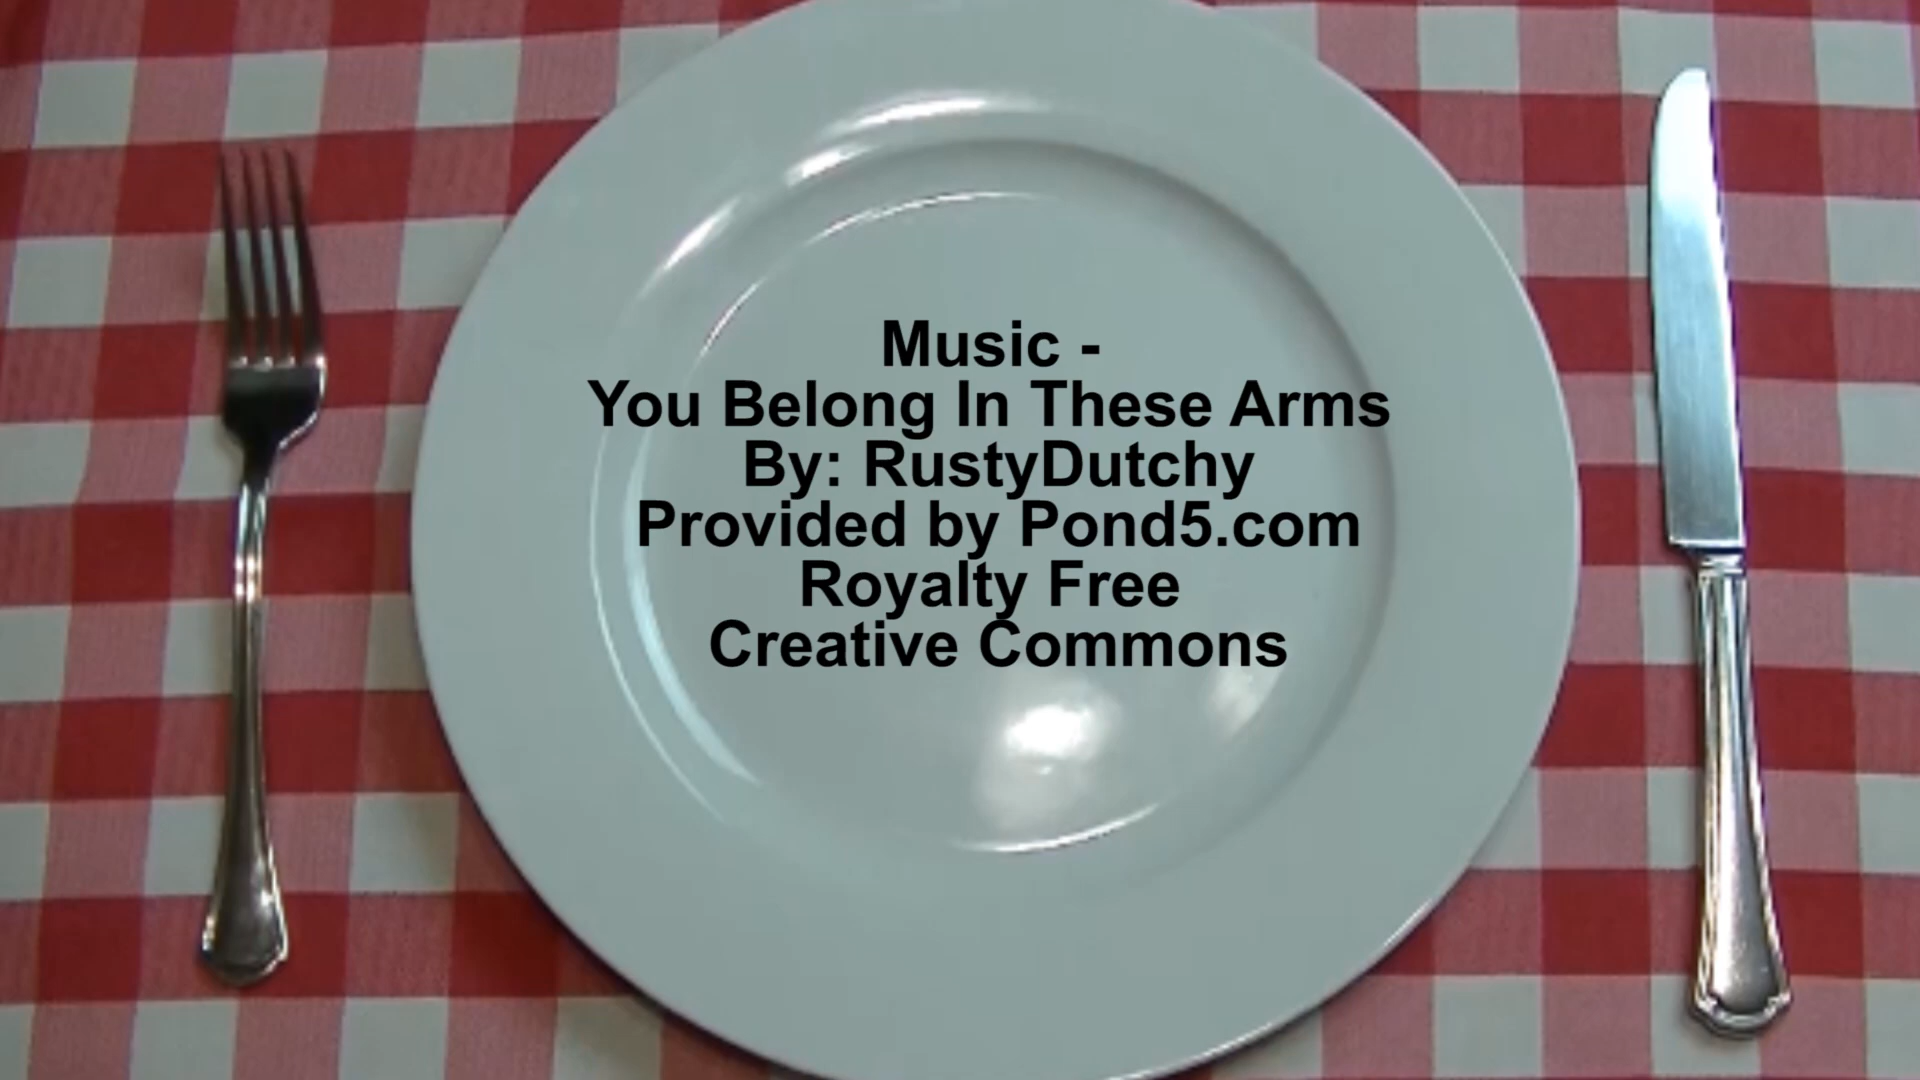 Music -
You Belong In These Arms
By: RustyDutchy
Provided by Pond5.com
Royalty Free
Creative Commons